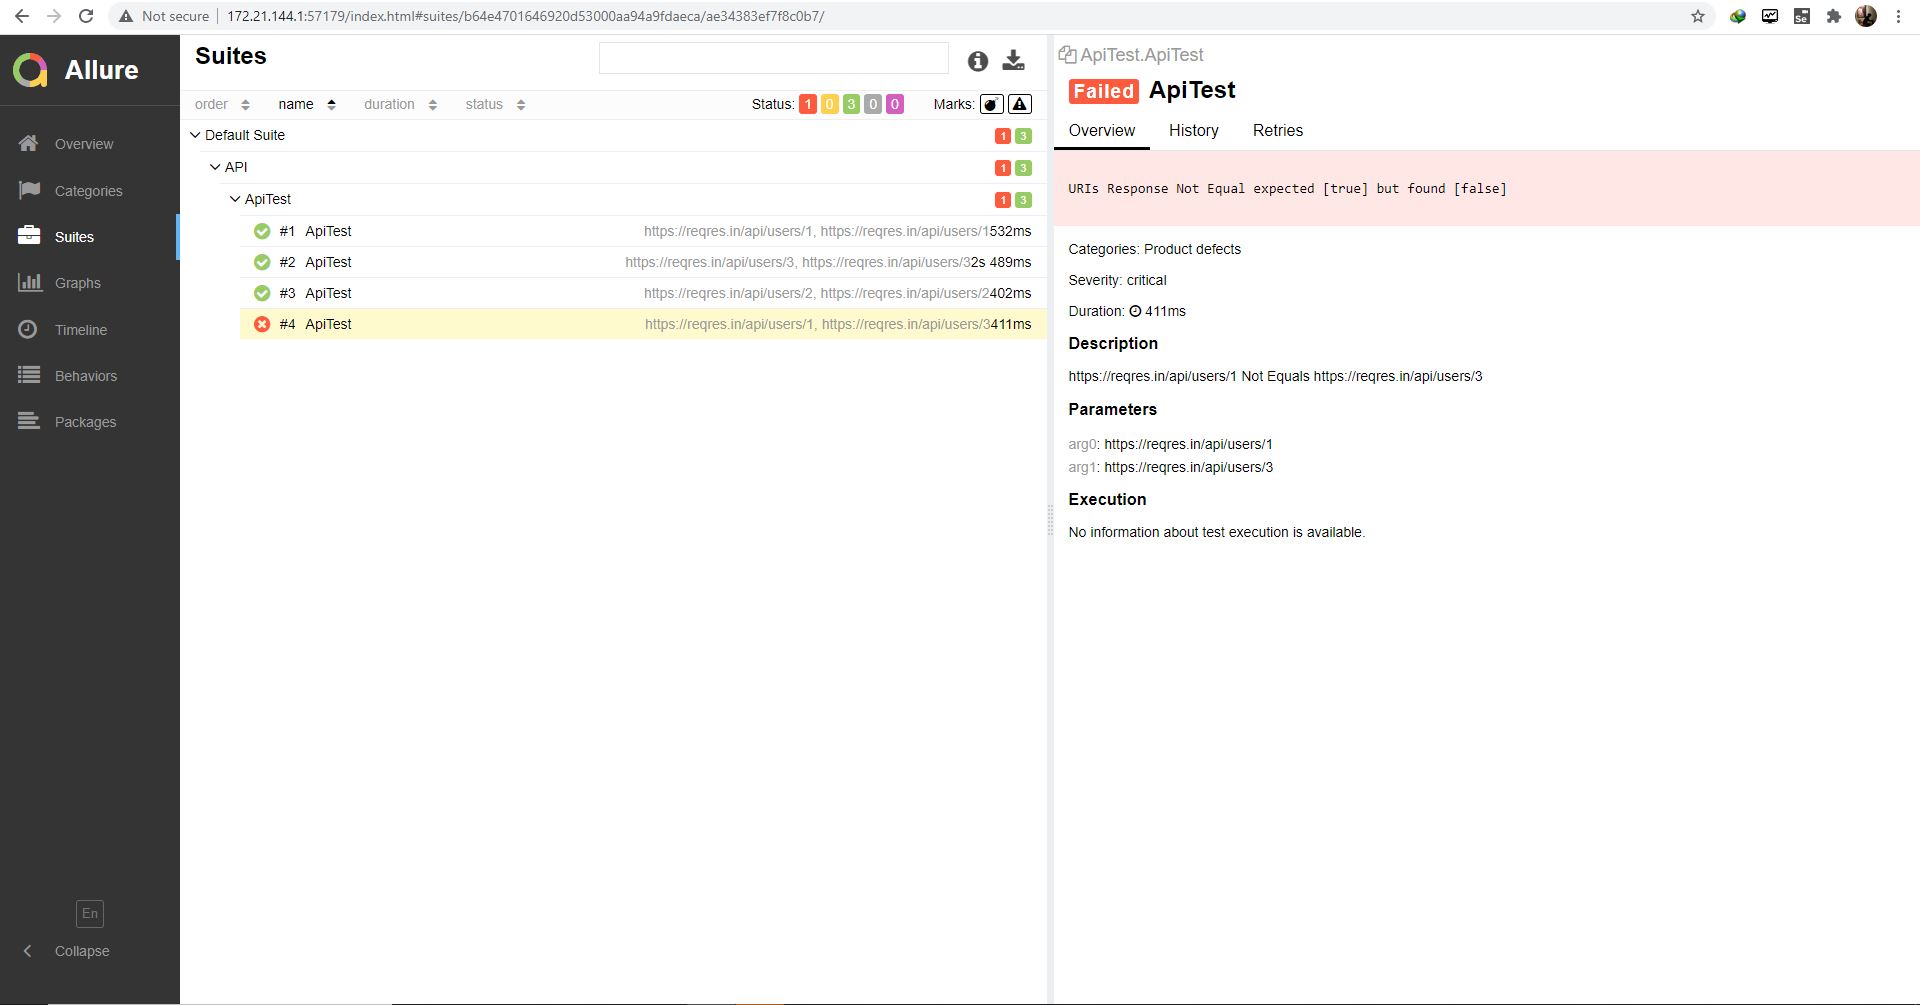 Not secure
172.21.144.1:57179/index.html#suites/b64e4701646920d53000aa94a9fdaeca/ae34383ef7f8c0b7/
Se
Allure
Overview
Categories
Suites
Graphs
Timeline
Behaviors
Packages
En
Collapse
Suites
order name duration status Status: 1 0 3 0 0 Marks:
Default Suite 1 3
API 1 3
ApiTest 1 3
#1 ApiTest https://reqres.in/api/users/1, https://reqres.in/api/users/1532ms
#2 ApiTest https://reqres.in/api/users/3, https://reqres.in/api/users/32s 489ms
#3 ApiTest https://reqres.in/api/users/2, https://reqres.in/api/users/2402ms
#4 ApiTest https://reqres.in/api/users/1, https://reqres.in/api/users/3411ms
ApiTest.ApiTest
Failed ApiTest
Overview History Retries
URIs Response Not Equal expected [true] but found [false]
Categories: Product defects
Severity: critical
Duration: 411ms
Description
https://reqres.in/api/users/1 Not Equals https://reqres.in/api/users/3
Parameters
arg0: https://reqres.in/api/users/1
arg1: https://reqres.in/api/users/3
Execution
No information about test execution is available.